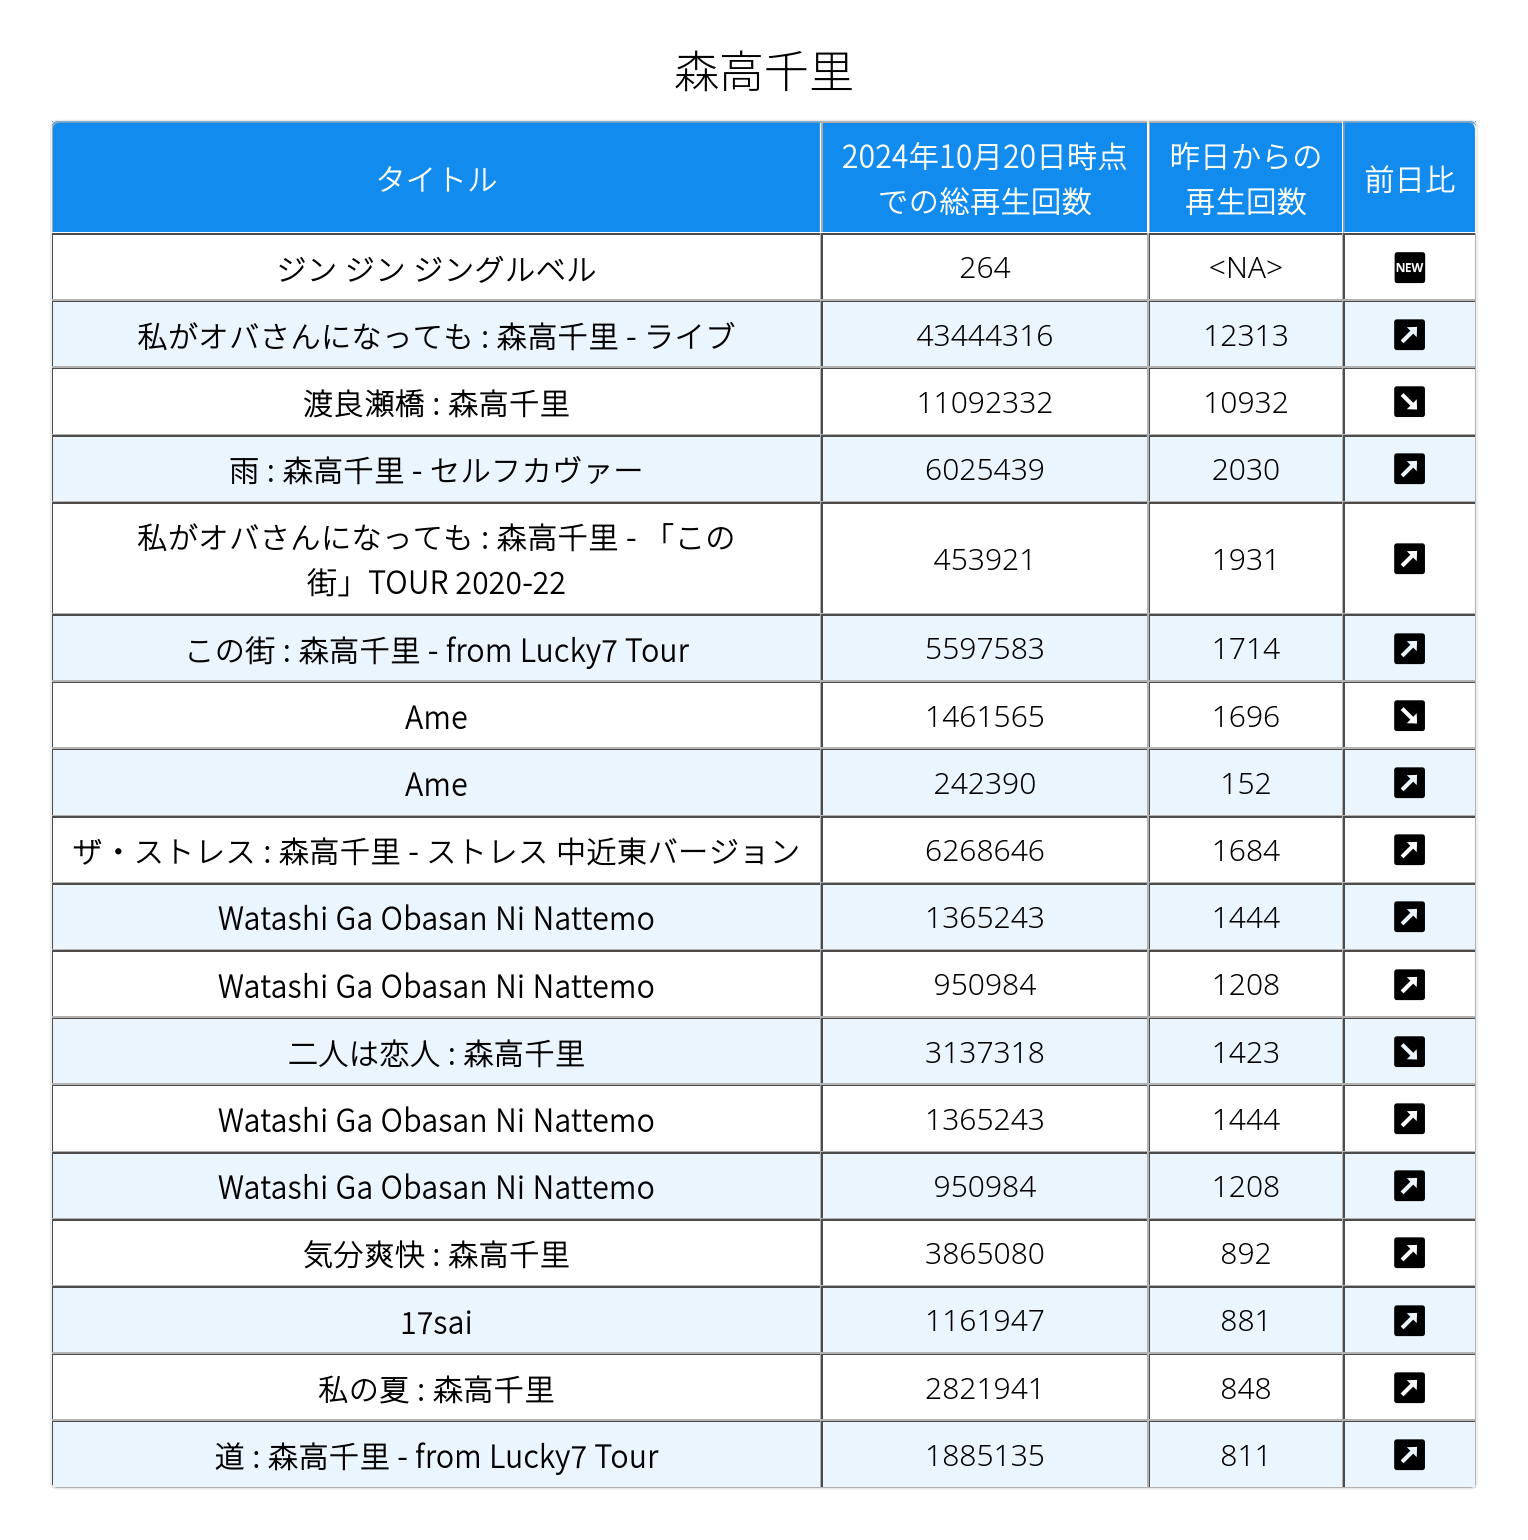 森高千里
タイトル
2024年10月20日時点
での総再生回数
昨日からの
再生回数
前日比
ジン ジン ジングルベル 264 <NA> NEW
私がオバさんになっても : 森高千里 - ライブ 43444316 12313
渡良瀬橋 : 森高千里 11092332 10932
雨 : 森高千里 - セルフカヴァー 6025439 2030
私がオバさんになっても : 森高千里 - 「この
街」TOUR 2020-22 453921 1931
この街 : 森高千里 - from Lucky7 Tour 5597583 1714
Ame 1461565 1696
Ame 242390 152
ザ・ストレス : 森高千里 - ストレス 中近東バージョン 6268646 1684
Watashi Ga Obasan Ni Nattemo 1365243 1444
Watashi Ga Obasan Ni Nattemo 950984 1208
二人は恋人 : 森高千里 3137318 1423
Watashi Ga Obasan Ni Nattemo 1365243 1444
Watashi Ga Obasan Ni Nattemo 950984 1208
気分爽快 : 森高千里 3865080 892
17sai 1161947 881
私の夏 : 森高千里 2821941 848
道 : 森高千里 - from Lucky7 Tour 1885135 811